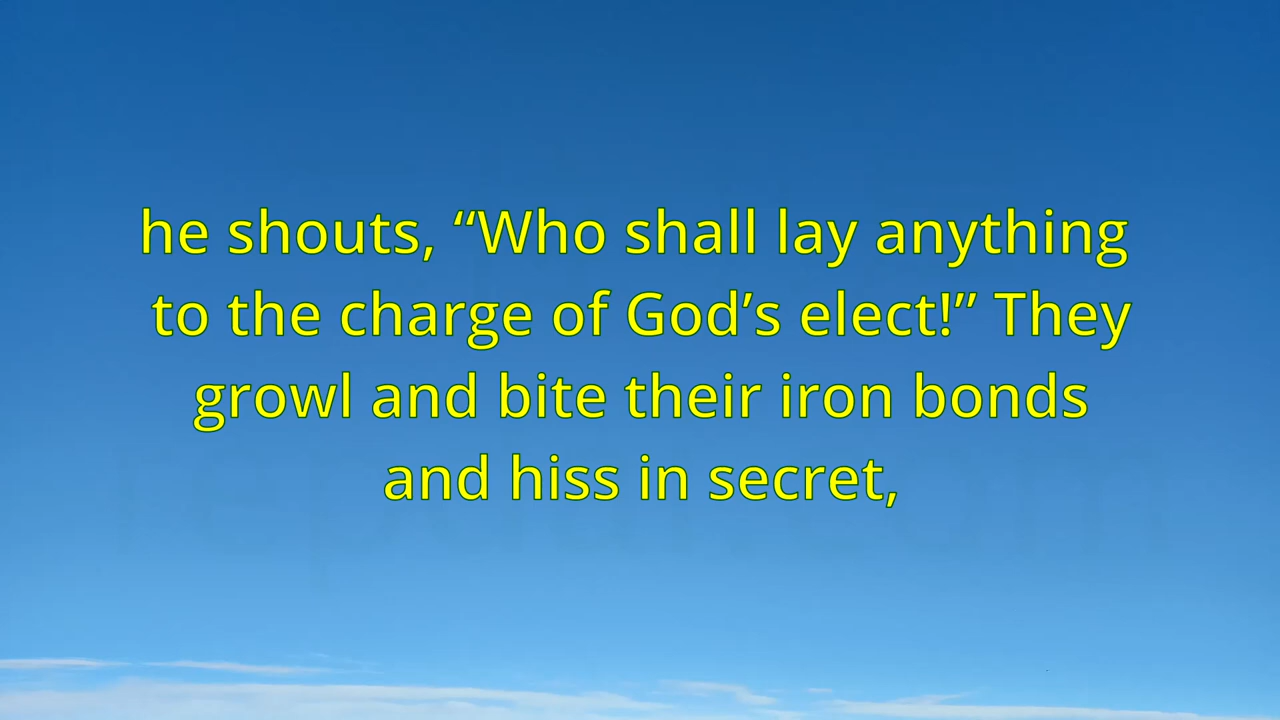 he shouts, “Who shall lay anything
to the charge of God’s elect!” They
growl and bite their iron bonds
and hiss in secret,